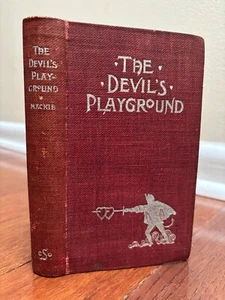 THE
DEVIL'S
PLAY-
GROUND
MACKIE
THE
DEVIL'S
PLAYGROUND